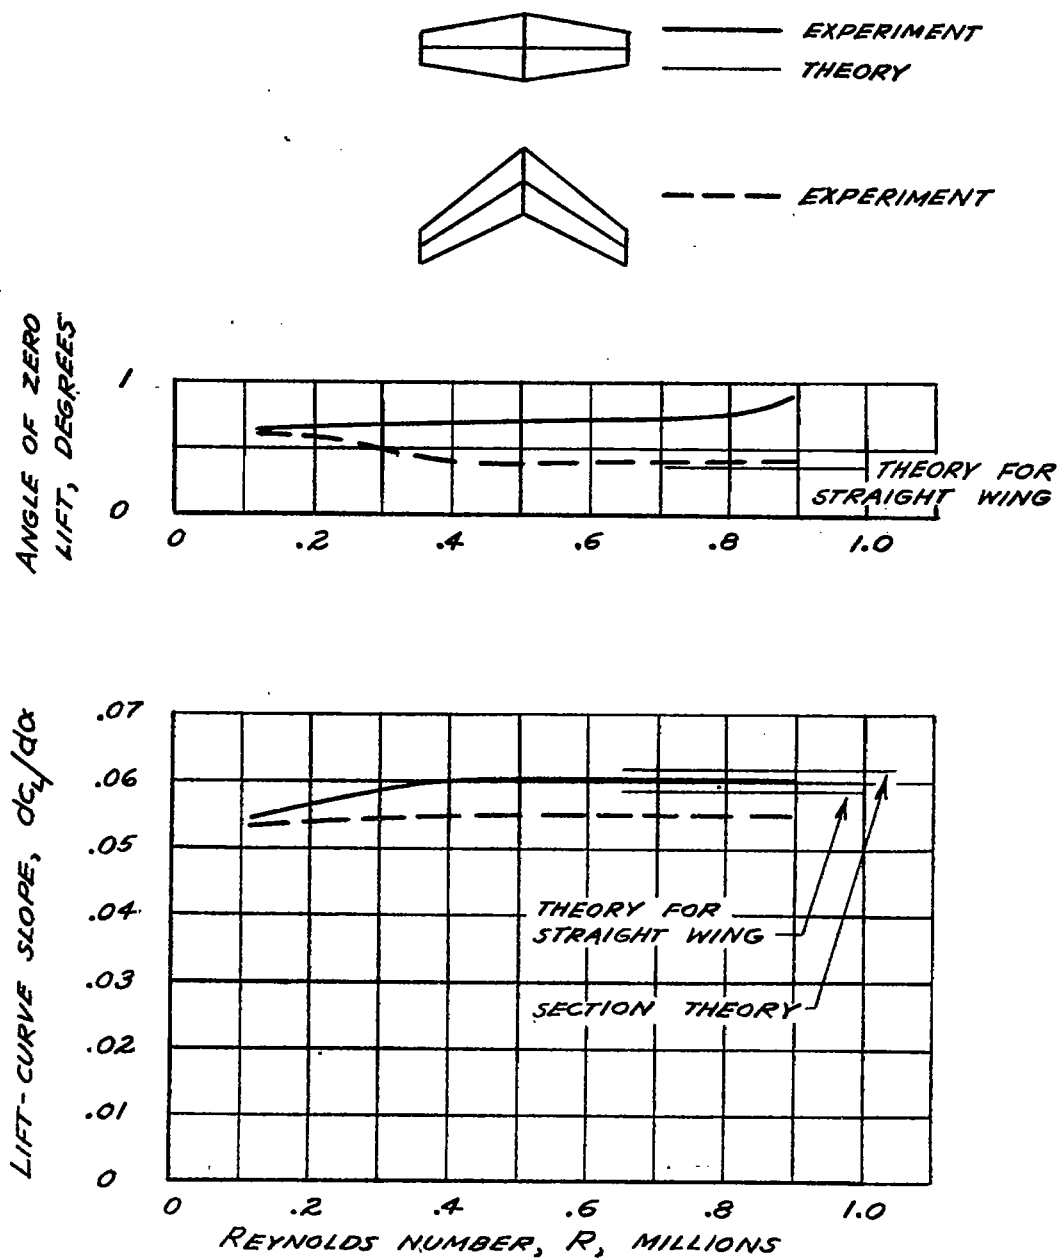 EXPERIMENT
THEORY
EXPERIMENT
ANGLE OF ZERO
LIFT, DEGREES
1
0
0
.2
.4
.6
.8
1.0
THEORY FOR
STRAIGHT WING
LIFT-CURVE SLOPE, dcL/dα
.07
.06
.05
.04
.03
.02
.01
0
THEORY FOR
STRAIGHT WING
SECTION THEORY
0
.2
.4
.6
.8
1.0
REYNOLDS NUMBER, R, MILLIONS